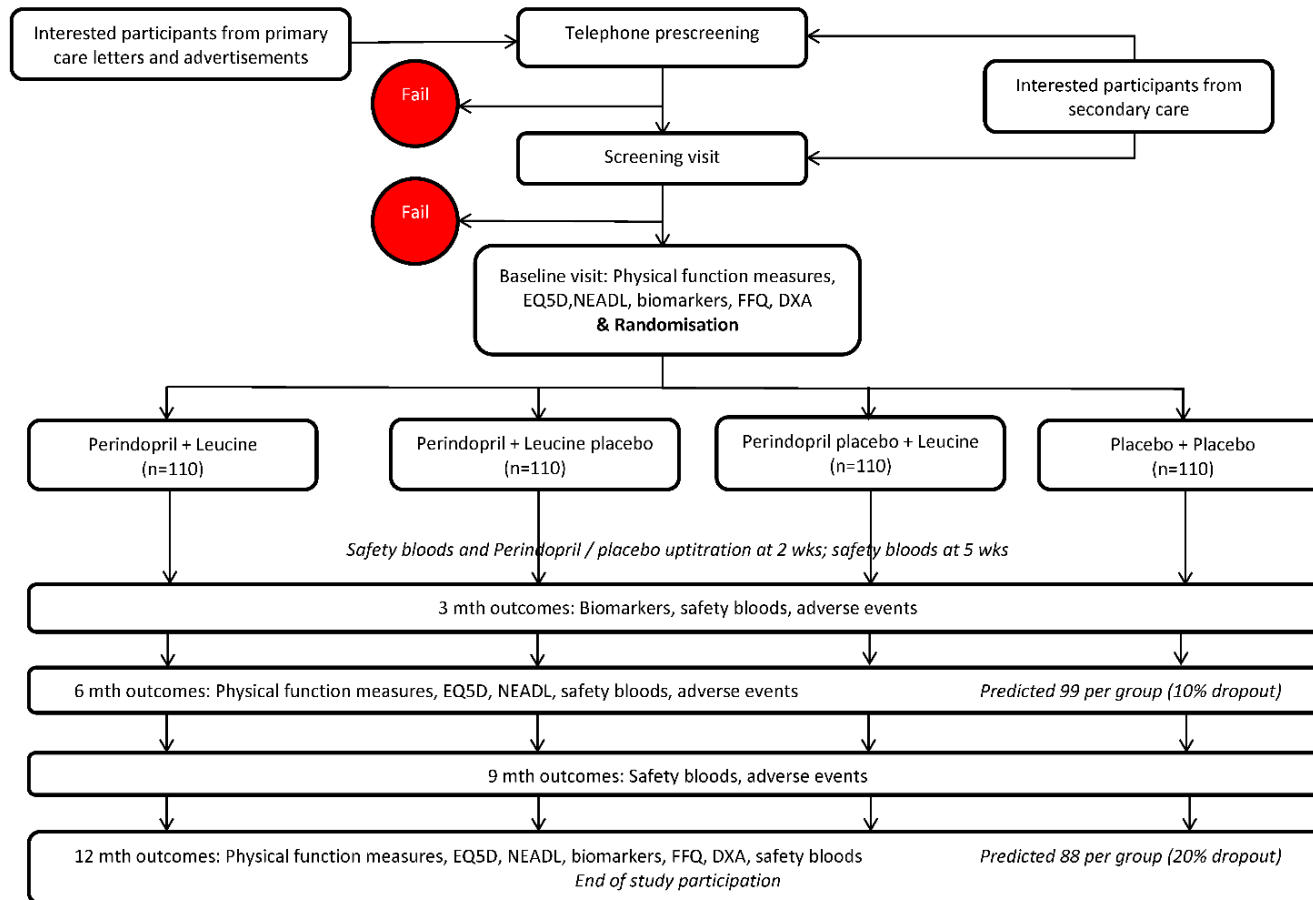 Interested participants from primary
care letters and advertisements
Telephone prescreening
Fail
Interested participants from
secondary care
Screening visit
Fail
Baseline visit: Physical function measures,
EQ5D,NEADL, biomarkers, FFQ, DXA
& Randomisation
Perindopril + Leucine
(n=110)
Perindopril + Leucine placebo
(n=110)
Perindopril placebo + Leucine
(n=110)
Placebo + Placebo
(n=110)
Safety bloods and Perindopril / placebo uptitration at 2 wks; safety bloods at 5 wks
3 mth outcomes: Biomarkers, safety bloods, adverse events
6 mth outcomes: Physical function measures, EQ5D, NEADL, safety bloods, adverse events
Predicted 99 per group (10% dropout)
9 mth outcomes: Safety bloods, adverse events
12 mth outcomes: Physical function measures, EQ5D, NEADL, biomarkers, FFQ, DXA, safety bloods
Predicted 88 per group (20% dropout)
End of study participation